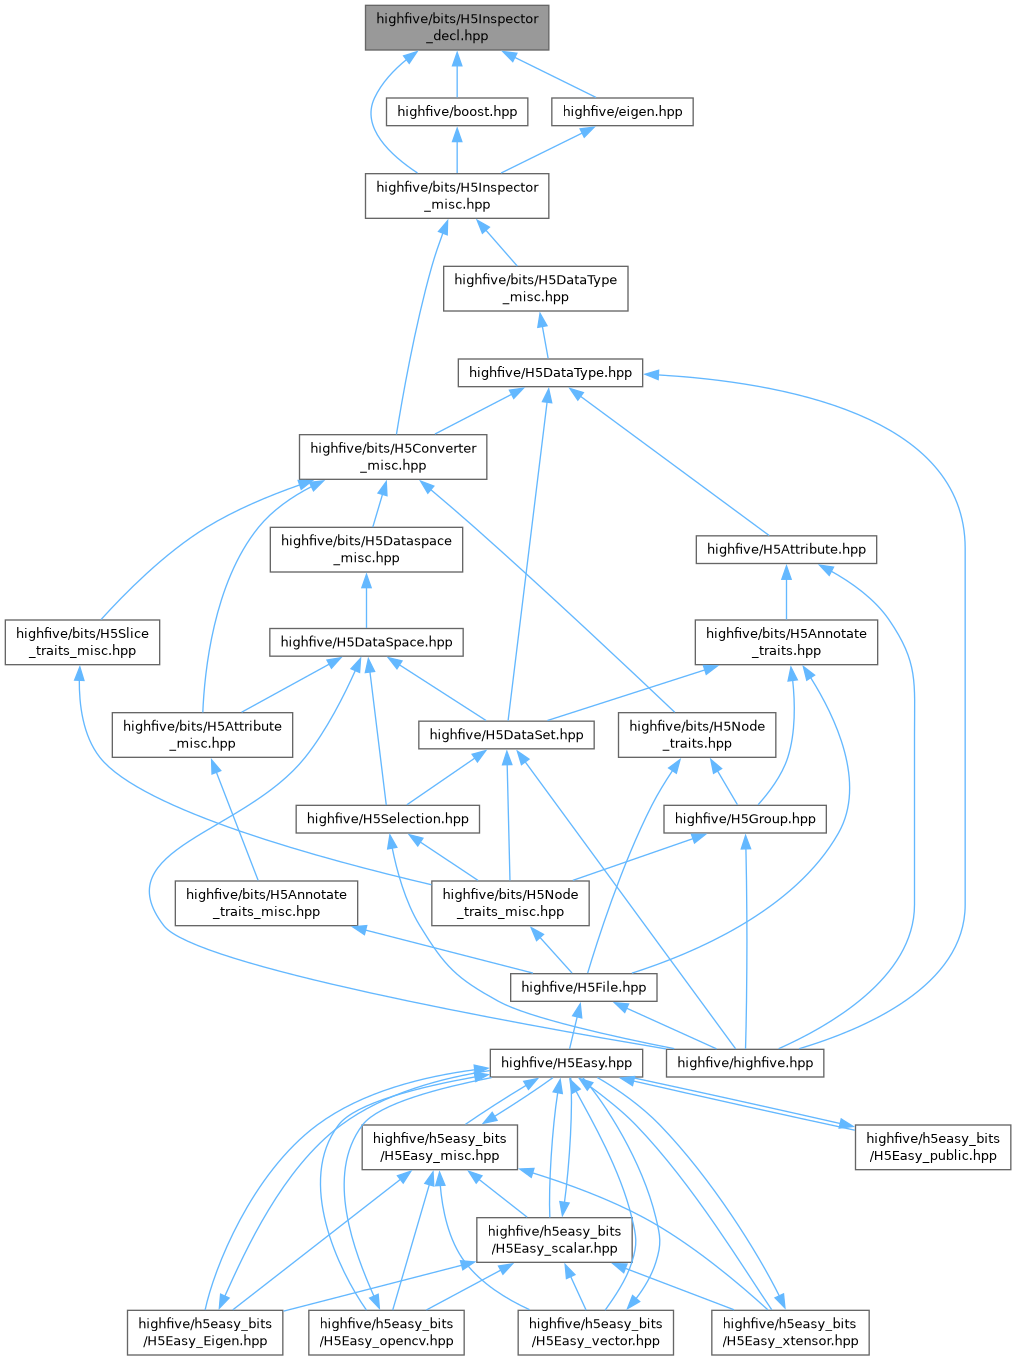 highfive/bits/H5Inspector
_decl.hpp
highfive/boost.hpp
highfive/eigen.hpp
highfive/bits/H5Inspector
_misc.hpp
highfive/bits/H5DataType
_misc.hpp
highfive/H5DataType.hpp
highfive/bits/H5Converter
_misc.hpp
highfive/bits/H5Dataspace
_misc.hpp
highfive/H5Attribute.hpp
highfive/bits/H5Slice
_traits_misc.hpp
highfive/H5DataSpace.hpp
highfive/bits/H5Annotate
_traits.hpp
highfive/bits/H5Attribute
_misc.hpp
highfive/H5DataSet.hpp
highfive/bits/H5Node
_traits.hpp
highfive/H5Selection.hpp
highfive/H5Group.hpp
highfive/bits/H5Annotate
_traits_misc.hpp
highfive/bits/H5Node
_traits_misc.hpp
highfive/H5File.hpp
highfive/H5Easy.hpp
highfive/highfive.hpp
highfive/h5easy_bits
/H5Easy_misc.hpp
highfive/h5easy_bits
/H5Easy_public.hpp
highfive/h5easy_bits
/H5Easy_scalar.hpp
highfive/h5easy_bits
/H5Easy_Eigen.hpp
highfive/h5easy_bits
/H5Easy_opencv.hpp
highfive/h5easy_bits
/H5Easy_vector.hpp
highfive/h5easy_bits
/H5Easy_xtensor.hpp